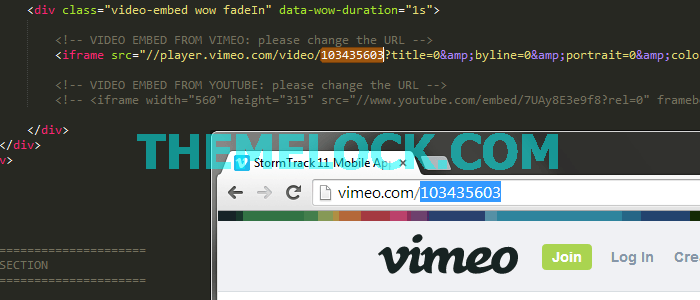 <div class="video-embed wow fadeIn" data-wow-duration="1s">
<!-- VIDEO EMBED FROM VIMEO: please change the URL -->
<iframe src="//player.vimeo.com/video/103435603?title=0&amp;byline=0&amp;portrait=0&amp;colo
<!-- VIDEO EMBED FROM YOUTUBE: please change the URL -->
<!-- <iframe width="560" height="315" src="//www.youtube.com/embed/7UAy8E3e9f8?rel=0" framebo
</div>
</div>
v>
THEMELOCK.COM
StormTrack 11 Mobile Ap
vimeo.com/103435603
======================
SECTION
======================
vimeo
Join
Log In
Cre